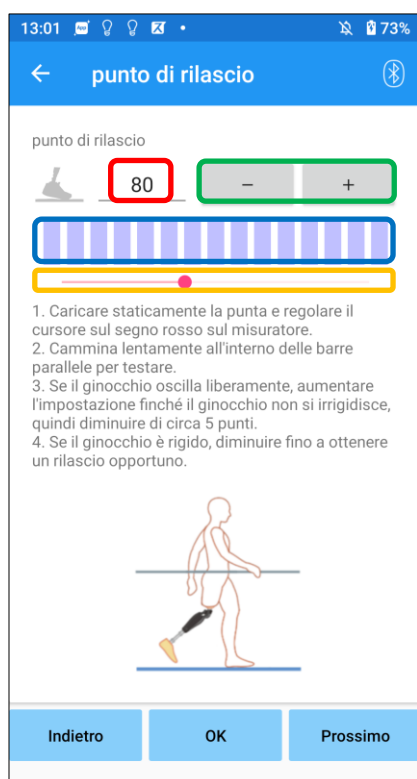 13:01 73%
punto di rilascio
punto di rilascio
80 − +
1. Caricare staticamente la punta e regolare il
cursore sul segno rosso sul misuratore.
2. Cammina lentamente all'interno delle barre
parallele per testare.
3. Se il ginocchio oscilla liberamente, aumentare
l'impostazione finché il ginocchio non si irrigidisce,
quindi diminuire di circa 5 punti.
4. Se il ginocchio è rigido, diminuire fino a ottenere
un rilascio opportuno.
Indietro OK Prossimo